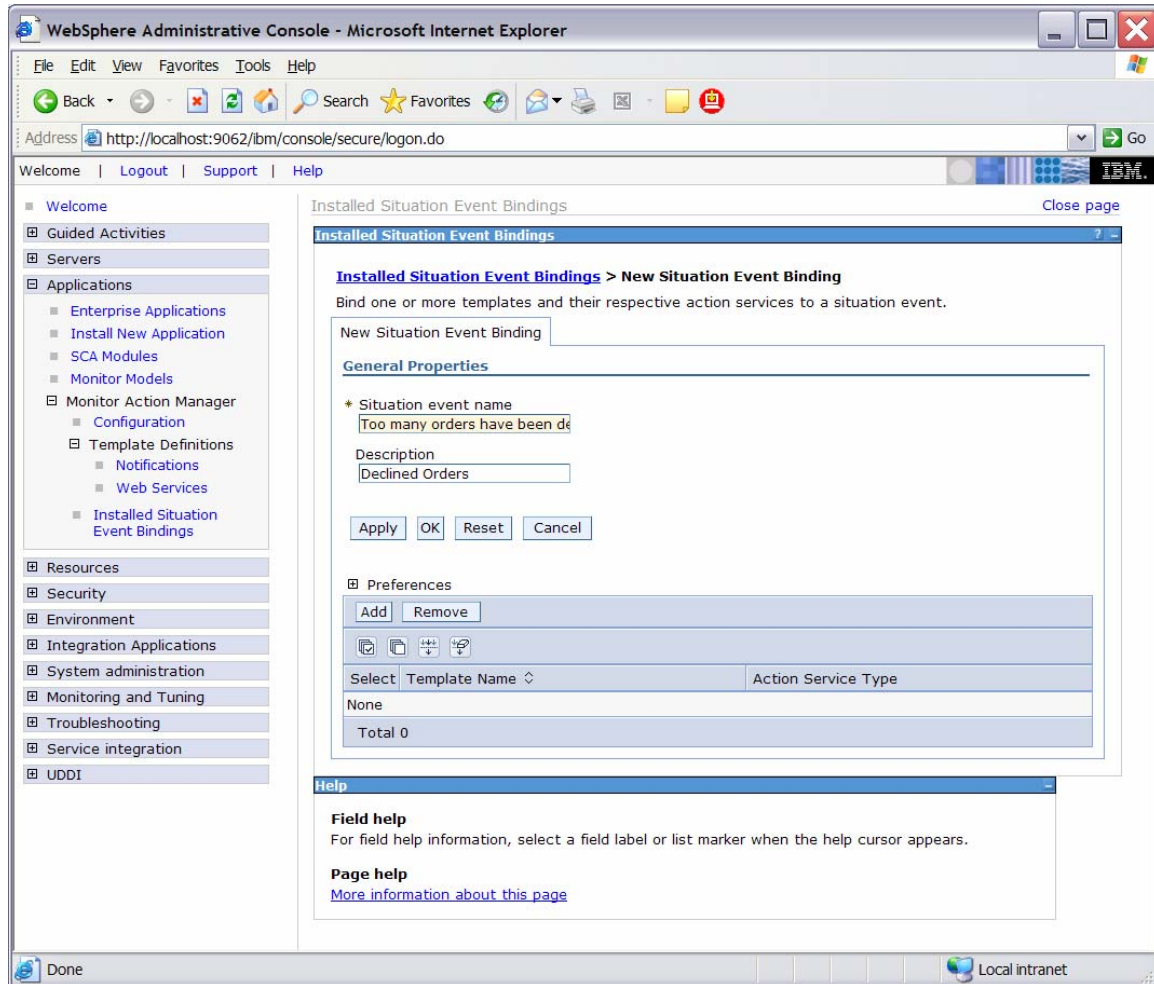 WebSphere Administrative Console - Microsoft Internet Explorer
File Edit View Favorites Tools Help
Back Search Favorites
Address http://localhost:9062/ibm/console/secure/logon.do Go
Welcome | Logout | Support | Help
IBM.
Welcome
Guided Activities
Servers
Applications
Enterprise Applications
Install New Application
SCA Modules
Monitor Models
Monitor Action Manager
Configuration
Template Definitions
Notifications
Web Services
Installed Situation
Event Bindings
Resources
Security
Environment
Integration Applications
System administration
Monitoring and Tuning
Troubleshooting
Service integration
UDDI
Installed Situation Event Bindings Close page
Installed Situation Event Bindings ? -
Installed Situation Event Bindings > New Situation Event Binding
Bind one or more templates and their respective action services to a situation event.
New Situation Event Binding
General Properties
* Situation event name
Too many orders have been de
Description
Declined Orders
Apply OK Reset Cancel
Preferences
Add Remove
Select Template Name Action Service Type
None
Total 0
Help -
Field help
For field help information, select a field label or list marker when the help cursor appears.
Page help
More information about this page
Done Local intranet